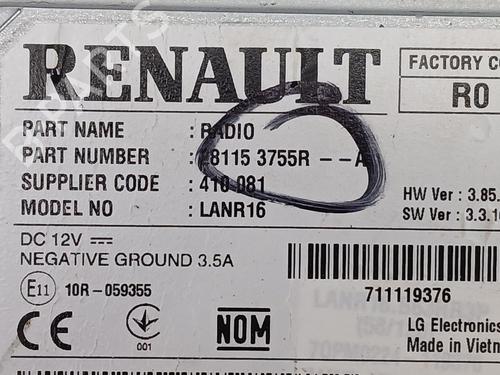 RENAULT
FACTORY CO
R0
PART NAME : RADIO
PART NUMBER : 28115 3755R -- A
SUPPLIER CODE : 410 081
MODEL NO : LANR16
HW Ver : 3.85.
SW Ver : 3.3.1
DC 12V
NEGATIVE GROUND 3.5A
E11 10R-059355
711119376
CE
001
NOM
LG Electronics
Made in Vietn